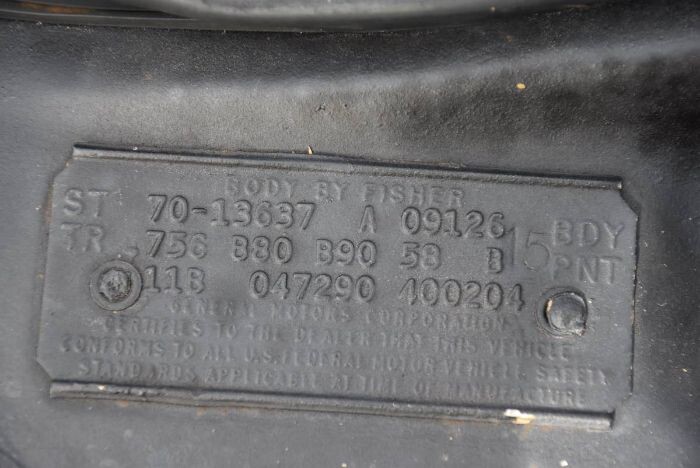 BODY BY FISHER
ST 70-13637 A 09126 BDY
TR 756 880 B90 58 B 15 PNT
11B 047290 400204
GENERAL MOTORS CORPORATION
CERTIFIES TO THE DEALER THAT THIS VEHICLE
CONFORMS TO ALL U.S. FEDERAL MOTOR VEHICLE SAFETY
STANDARDS APPLICABLE AT TIME OF MANUFACTURE